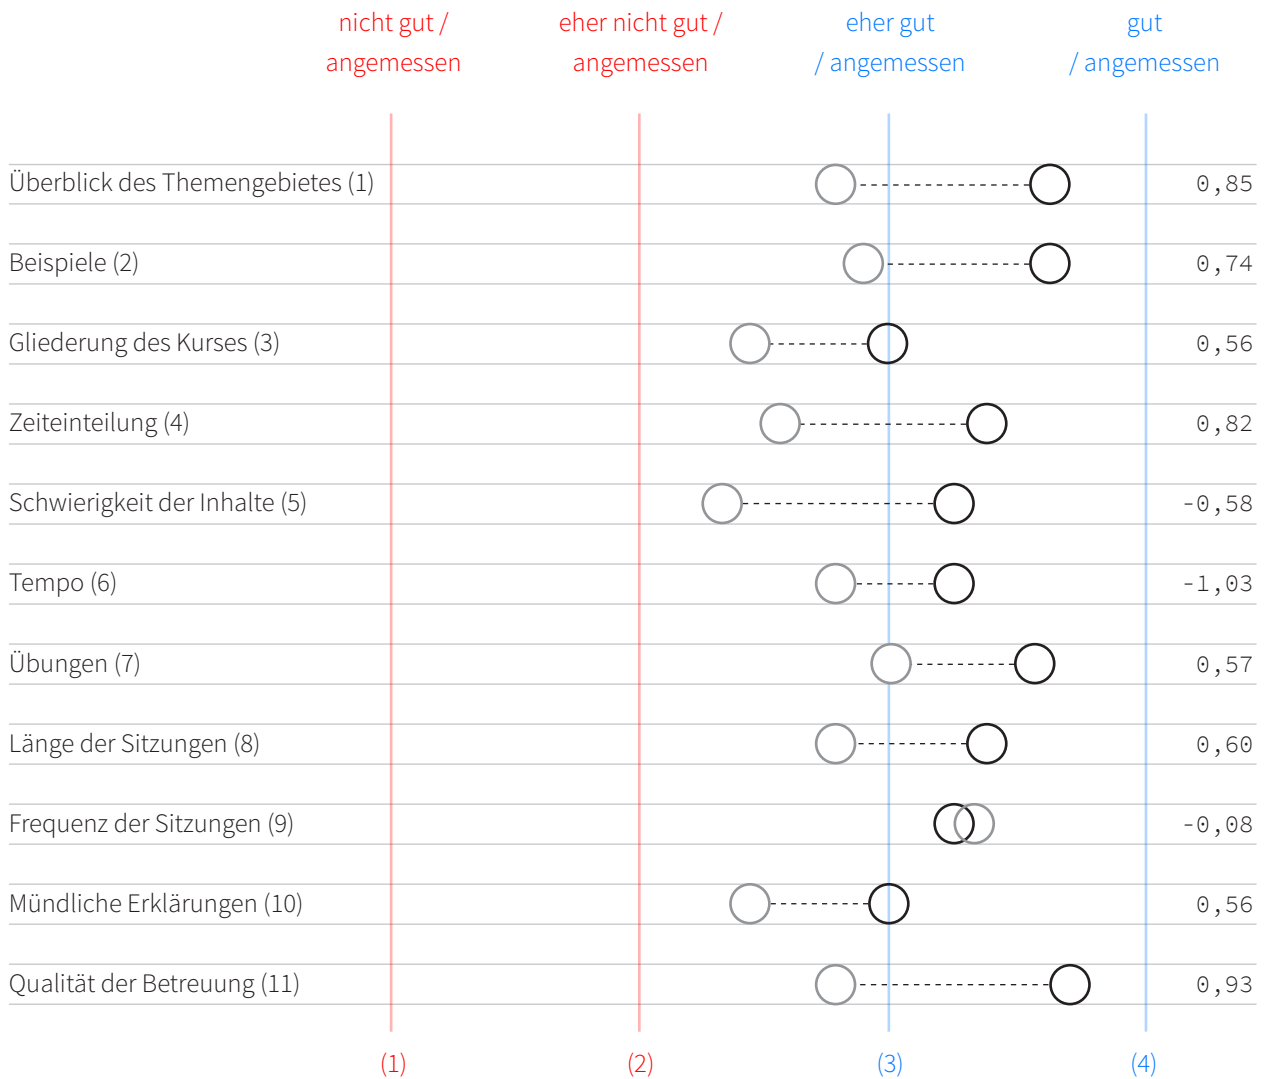 nicht gut /
angemessen
eher nicht gut /
angemessen
eher gut
/ angemessen
gut
/ angemessen
Überblick des Themengebietes (1) 0,85
Beispiele (2) 0,74
Gliederung des Kurses (3) 0,56
Zeiteinteilung (4) 0,82
Schwierigkeit der Inhalte (5) -0,58
Tempo (6) -1,03
Übungen (7) 0,57
Länge der Sitzungen (8) 0,60
Frequenz der Sitzungen (9) -0,08
Mündliche Erklärungen (10) 0,56
Qualität der Betreuung (11) 0,93
(1) (2) (3) (4)